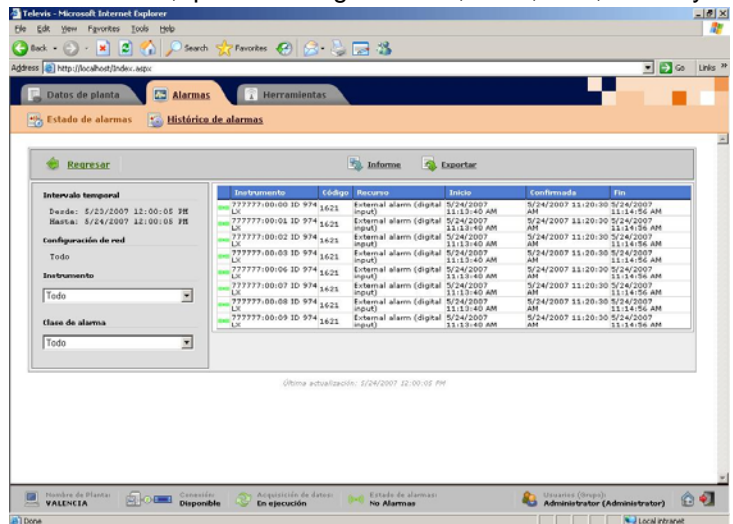 Televis - Microsoft Internet Explorer
File Edit View Favorites Tools Help
Back Search Favorites
Address http://localhost/Index.aspx Go Links
Datos de planta Alarmas Herramientas
Estado de alarmas Histórico de alarmas
Regresar Informe Exportar
Intervalo temporal
Desde: 5/23/2007 12:00:05 PM
Hasta: 5/24/2007 12:00:05 PM
Configuración de red
Todo
Instrumento
Todo
Clase de alarma
Todo
Instrumento Código Recurso Inicio Confirmada Fin
777777:00:00 ID 974 LX 1621 External alarm (digital input) 5/24/2007 11:13:40 AM 5/24/2007 11:20:30 AM 5/24/2007 11:14:56 AM
777777:00:01 ID 974 LX 1621 External alarm (digital input) 5/24/2007 11:13:40 AM 5/24/2007 11:20:30 AM 5/24/2007 11:14:56 AM
777777:00:02 ID 974 LX 1621 External alarm (digital input) 5/24/2007 11:13:40 AM 5/24/2007 11:20:30 AM 5/24/2007 11:14:56 AM
777777:00:03 ID 974 LX 1621 External alarm (digital input) 5/24/2007 11:13:40 AM 5/24/2007 11:20:30 AM 5/24/2007 11:14:56 AM
777777:00:06 ID 974 LX 1621 External alarm (digital input) 5/24/2007 11:13:40 AM 5/24/2007 11:20:30 AM 5/24/2007 11:14:56 AM
777777:00:07 ID 974 LX 1621 External alarm (digital input) 5/24/2007 11:13:40 AM 5/24/2007 11:20:30 AM 5/24/2007 11:14:56 AM
777777:00:08 ID 974 LX 1621 External alarm (digital input) 5/24/2007 11:13:40 AM 5/24/2007 11:20:30 AM 5/24/2007 11:14:56 AM
777777:00:09 ID 974 LX 1621 External alarm (digital input) 5/24/2007 11:13:40 AM 5/24/2007 11:20:30 AM 5/24/2007 11:14:56 AM
Última actualización: 5/24/2007 12:00:05 PM
Nombre de Planta: Conexión: Adquisición de datos: Estado de alarmas: Usuarios (Grupo):
VALENCIA Disponible En ejecución No Alarmas Administrator (Administrator)
Done Local intranet